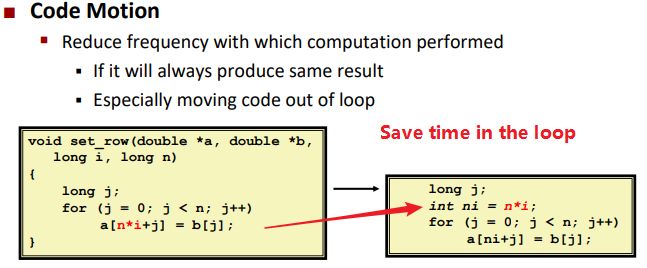 Code Motion
Reduce frequency with which computation performed
If it will always produce same result
Especially moving code out of loop
Save time in the loop
void set_row(double *a, double *b,
long i, long n)
{
long j;
for (j = 0; j < n; j++)
a[n*i+j] = b[j];
}
long j;
int ni = n*i;
for (j = 0; j < n; j++)
a[ni+j] = b[j];